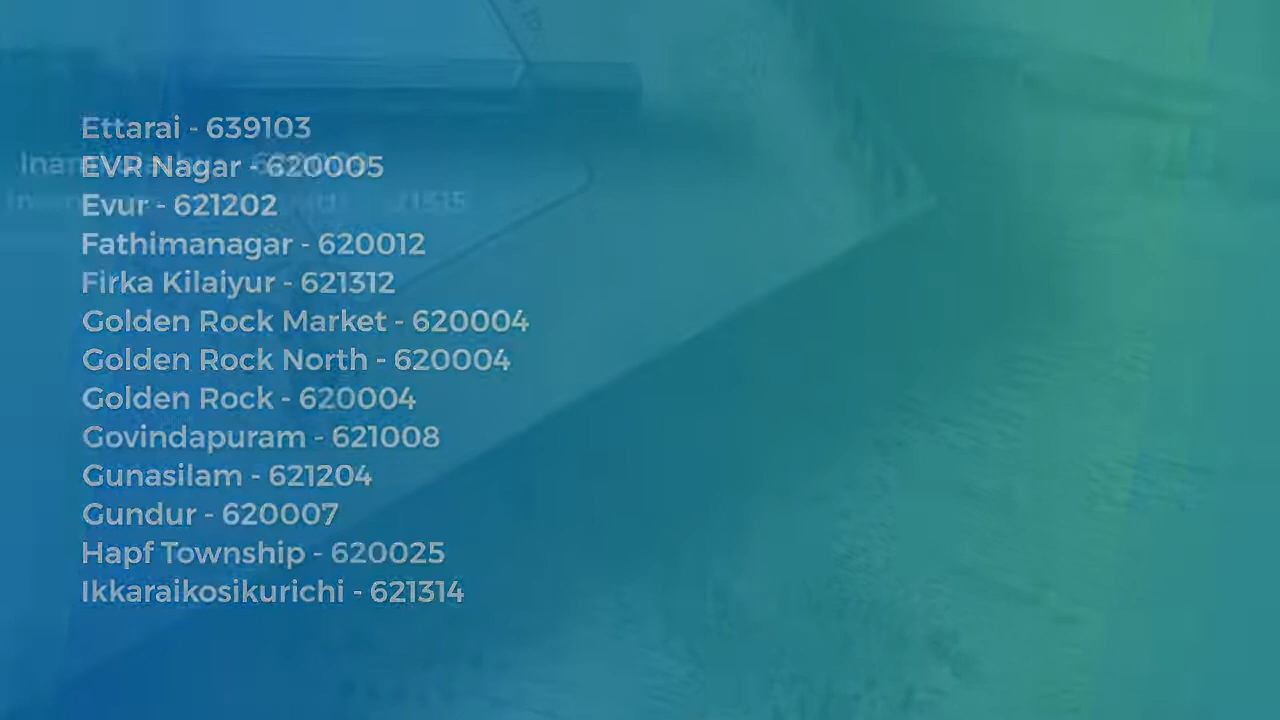 Ettarai - 639103
EVR Nagar - 620005
Evur - 621202
Fathimanagar - 620012
Firka Kilaiyur - 621312
Golden Rock Market - 620004
Golden Rock North - 620004
Golden Rock - 620004
Govindapuram - 621008
Gunasilam - 621204
Gundur - 620007
Hapf Township - 620025
Ikkaraikosikurichi - 621314